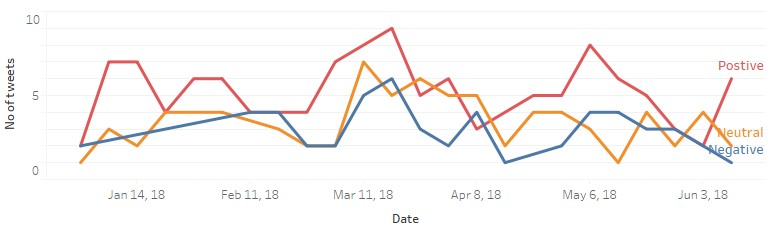 10
5
0
No of tweets
Postive
Neutral
Negative
Jan 14, 18
Feb 11, 18
Mar 11, 18
Apr 8, 18
May 6, 18
Jun 3, 18
Date